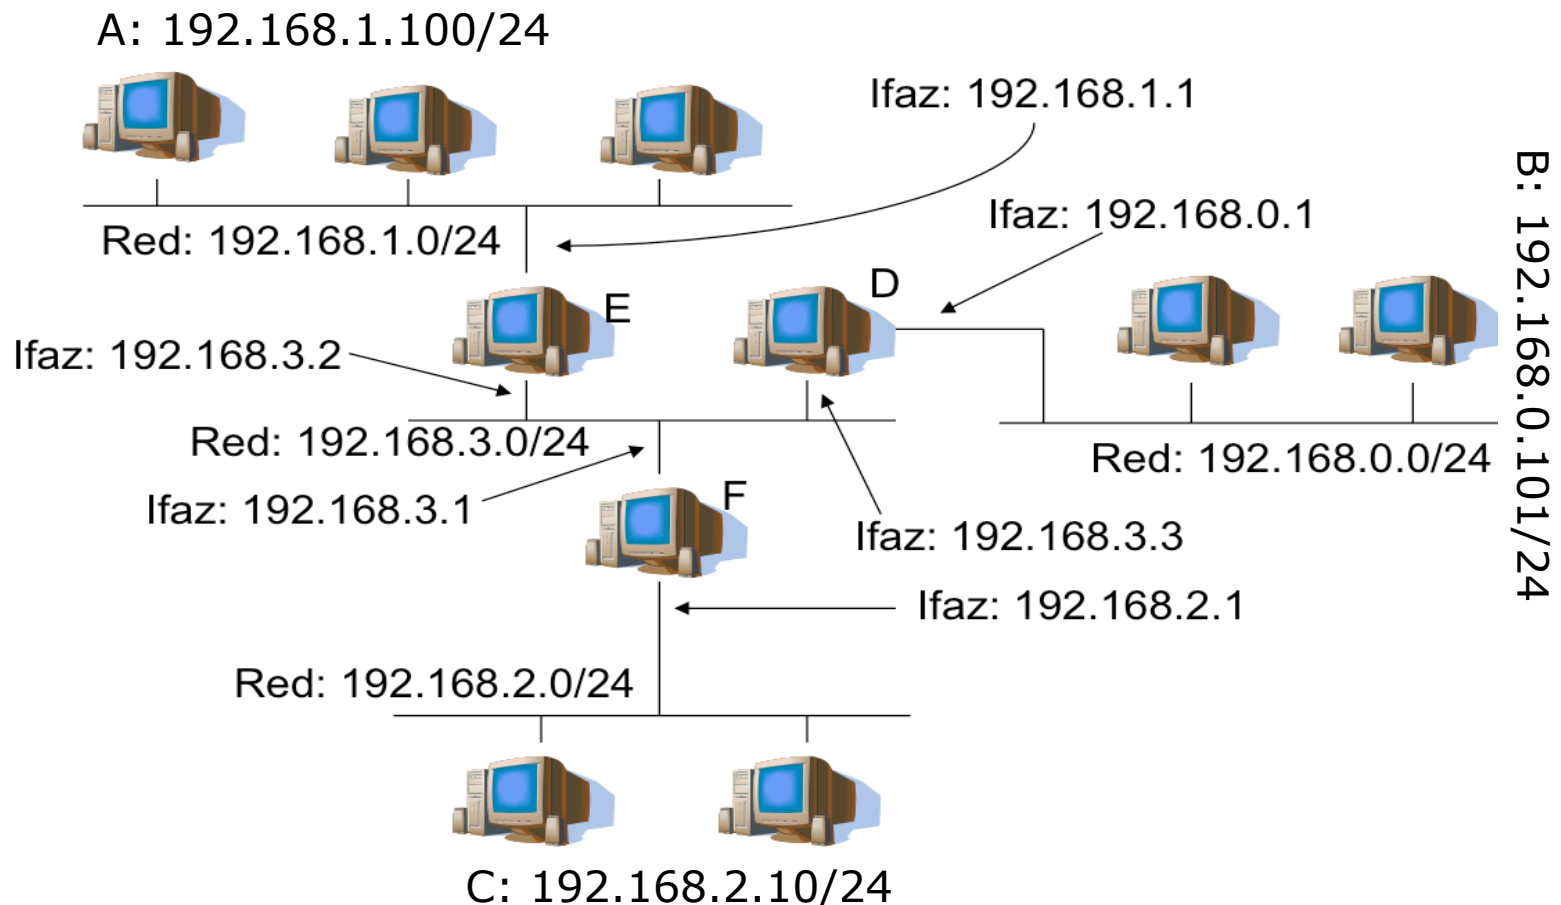 A: 192.168.1.100/24
Ifaz: 192.168.1.1
B: 192.168.0.101/24
Ifaz: 192.168.0.1
Red: 192.168.1.0/24
D
E
Ifaz: 192.168.3.2
Red: 192.168.3.0/24
Red: 192.168.0.0/24
Ifaz: 192.168.3.1
F
Ifaz: 192.168.3.3
Ifaz: 192.168.2.1
Red: 192.168.2.0/24
C: 192.168.2.10/24